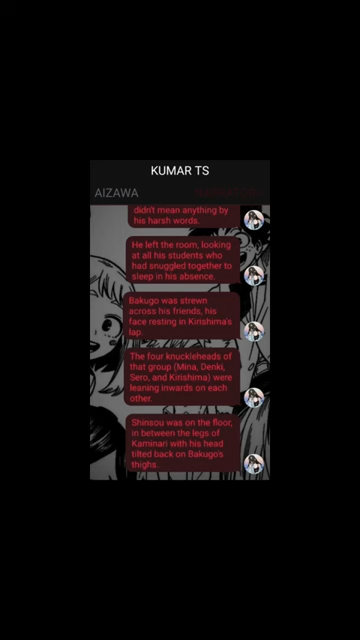 KUMAR TS
AIZAWA
didn't mean anything by
his harsh words.
He left the room, looking
at all his students who
had snuggled together to
sleep in his absence.
Bakugo was strewn
across his friends, his
face resting in Kirishima's
lap.
The four knuckleheads of
that group (Mina, Denki,
Sero, and Kirishima) were
leaning inwards on each
other.
Shinsou was on the floor,
in between the legs of
Kaminari with his head
tilted back on Bakugo's
thighs.